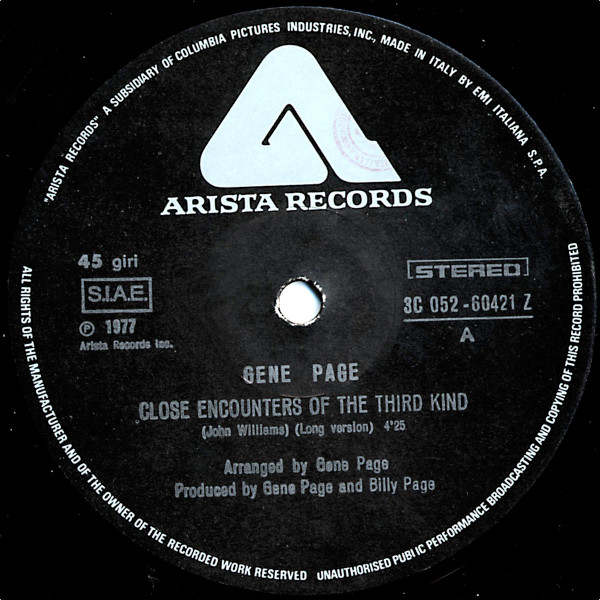 "ARISTA RECORDS" A SUBSIDIARY OF COLUMBIA PICTURES INDUSTRIES, INC., MADE IN ITALY BY EMI ITALIANA S.P.A.
ARISTA RECORDS
45 giri
S.I.A.E.
℗ 1977
Arista Records Inc.
STEREO
3C 052-60421 Z
A
GENE PAGE
CLOSE ENCOUNTERS OF THE THIRD KIND
(John Williams) (Long version) 4'25
Arranged by Gene Page
Produced by Gene Page and Billy Page
ALL RIGHTS OF THE MANUFACTURER AND OF THE OWNER OF THE RECORDED WORK RESERVED UNAUTHORISED PUBLIC PERFORMANCE BROADCASTING AND COPYING OF THIS RECORD PROHIBITED